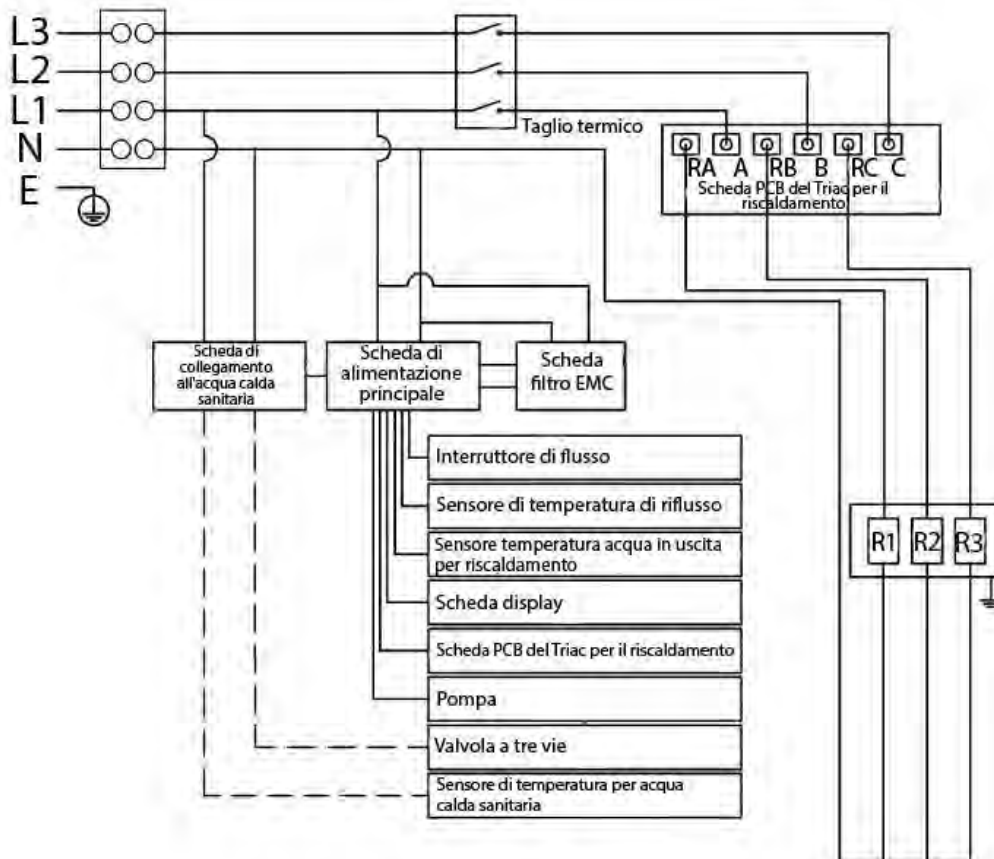 L3
L2
L1
N
E
Taglio termico
RA A RB B RC C
Scheda PCB del Triac per il
riscaldamento
Scheda di
collegamento
all'acqua calda
sanitaria
Scheda di
alimentazione
principale
Scheda
filtro EMC
Interruttore di flusso
Sensore di temperatura di riflusso
Sensore temperatura acqua in uscita
per riscaldamento
Scheda display
Scheda PCB del Triac per il riscaldamento
Pompa
Valvola a tre vie
Sensore di temperatura per acqua
calda sanitaria
R1 R2 R3